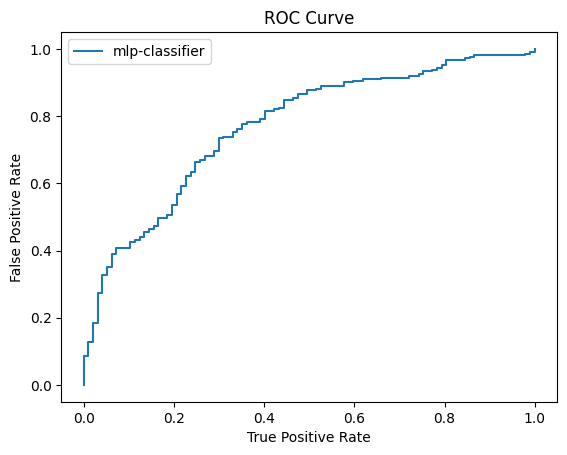 ROC Curve
mlp-classifier
1.0
0.8
0.6
0.4
0.2
0.0
False Positive Rate
0.0 0.2 0.4 0.6 0.8 1.0
True Positive Rate